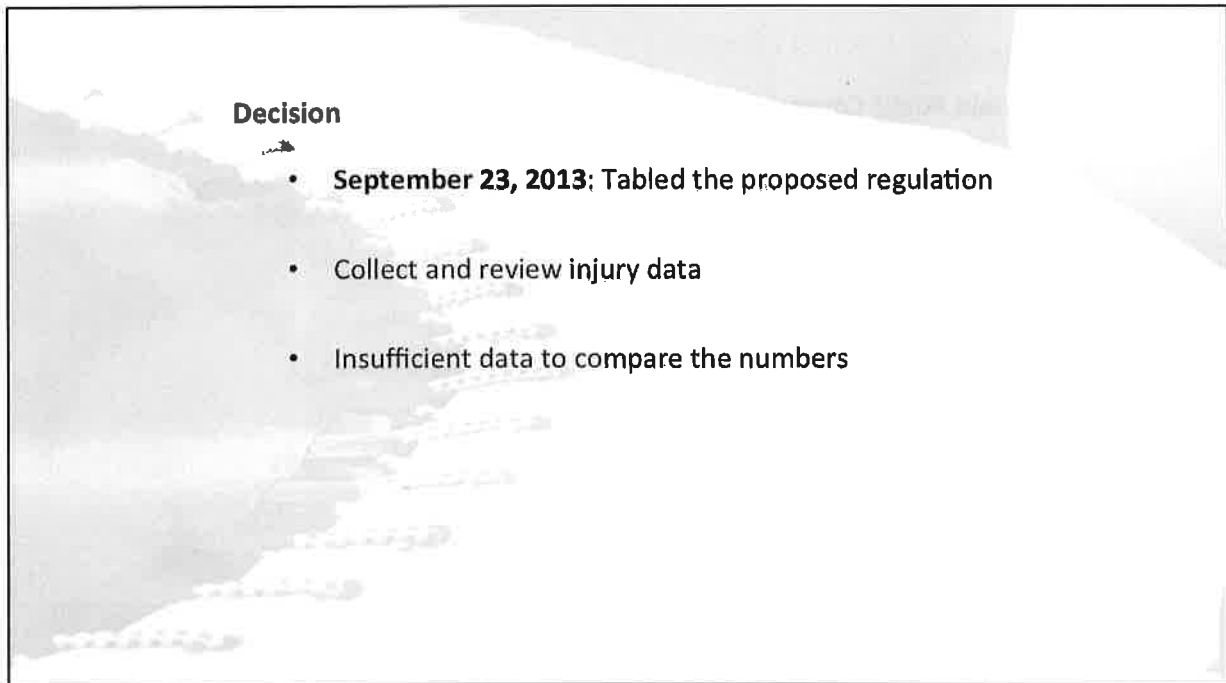 Decision
• September 23, 2013: Tabled the proposed regulation
• Collect and review injury data
• Insufficient data to compare the numbers